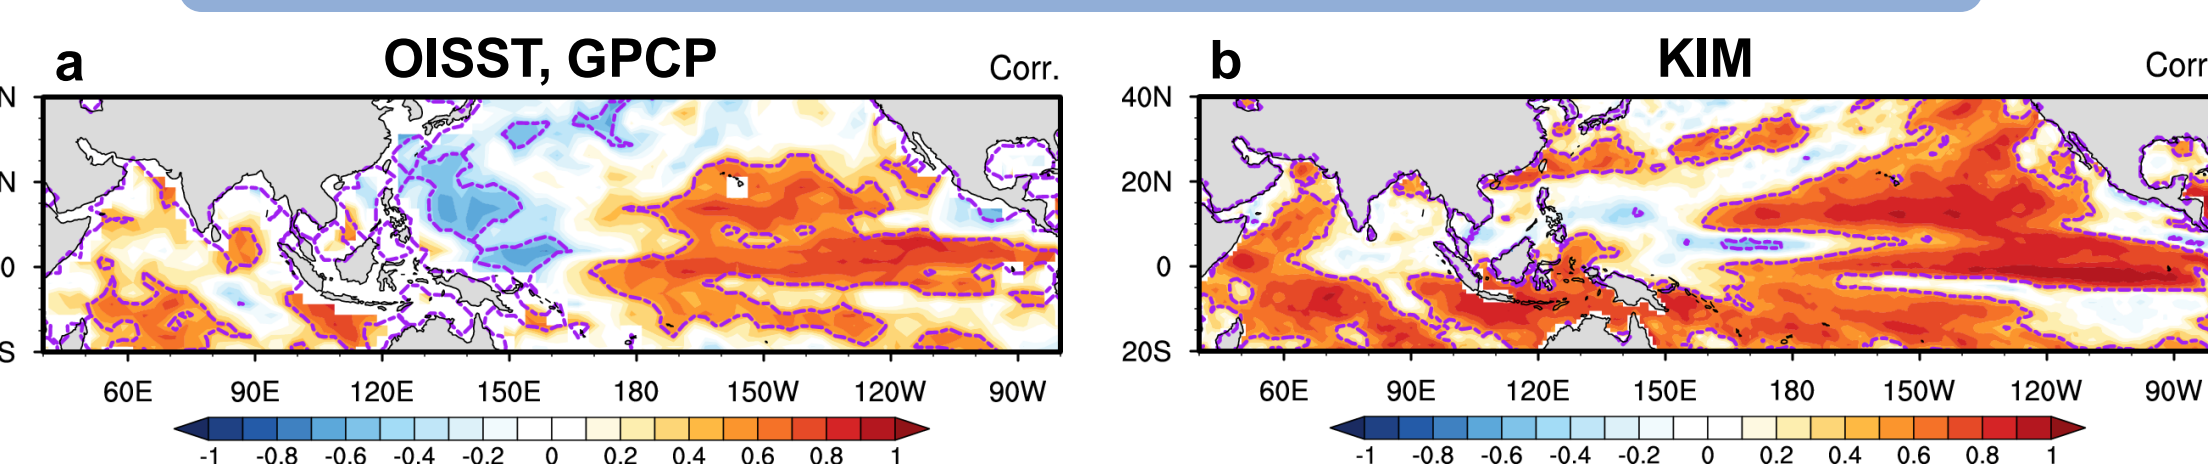 a OISST, GPCP Corr.
b KIM Corr
N
N
0
S
60E 90E 120E 150E 180 150W 120W 90W
-1 -0.8 -0.6 -0.4 -0.2 0 0.2 0.4 0.6 0.8 1
40N
20N
0
20S
60E 90E 120E 150E 180 150W 120W 90W
-1 -0.8 -0.6 -0.4 -0.2 0 0.2 0.4 0.6 0.8 1